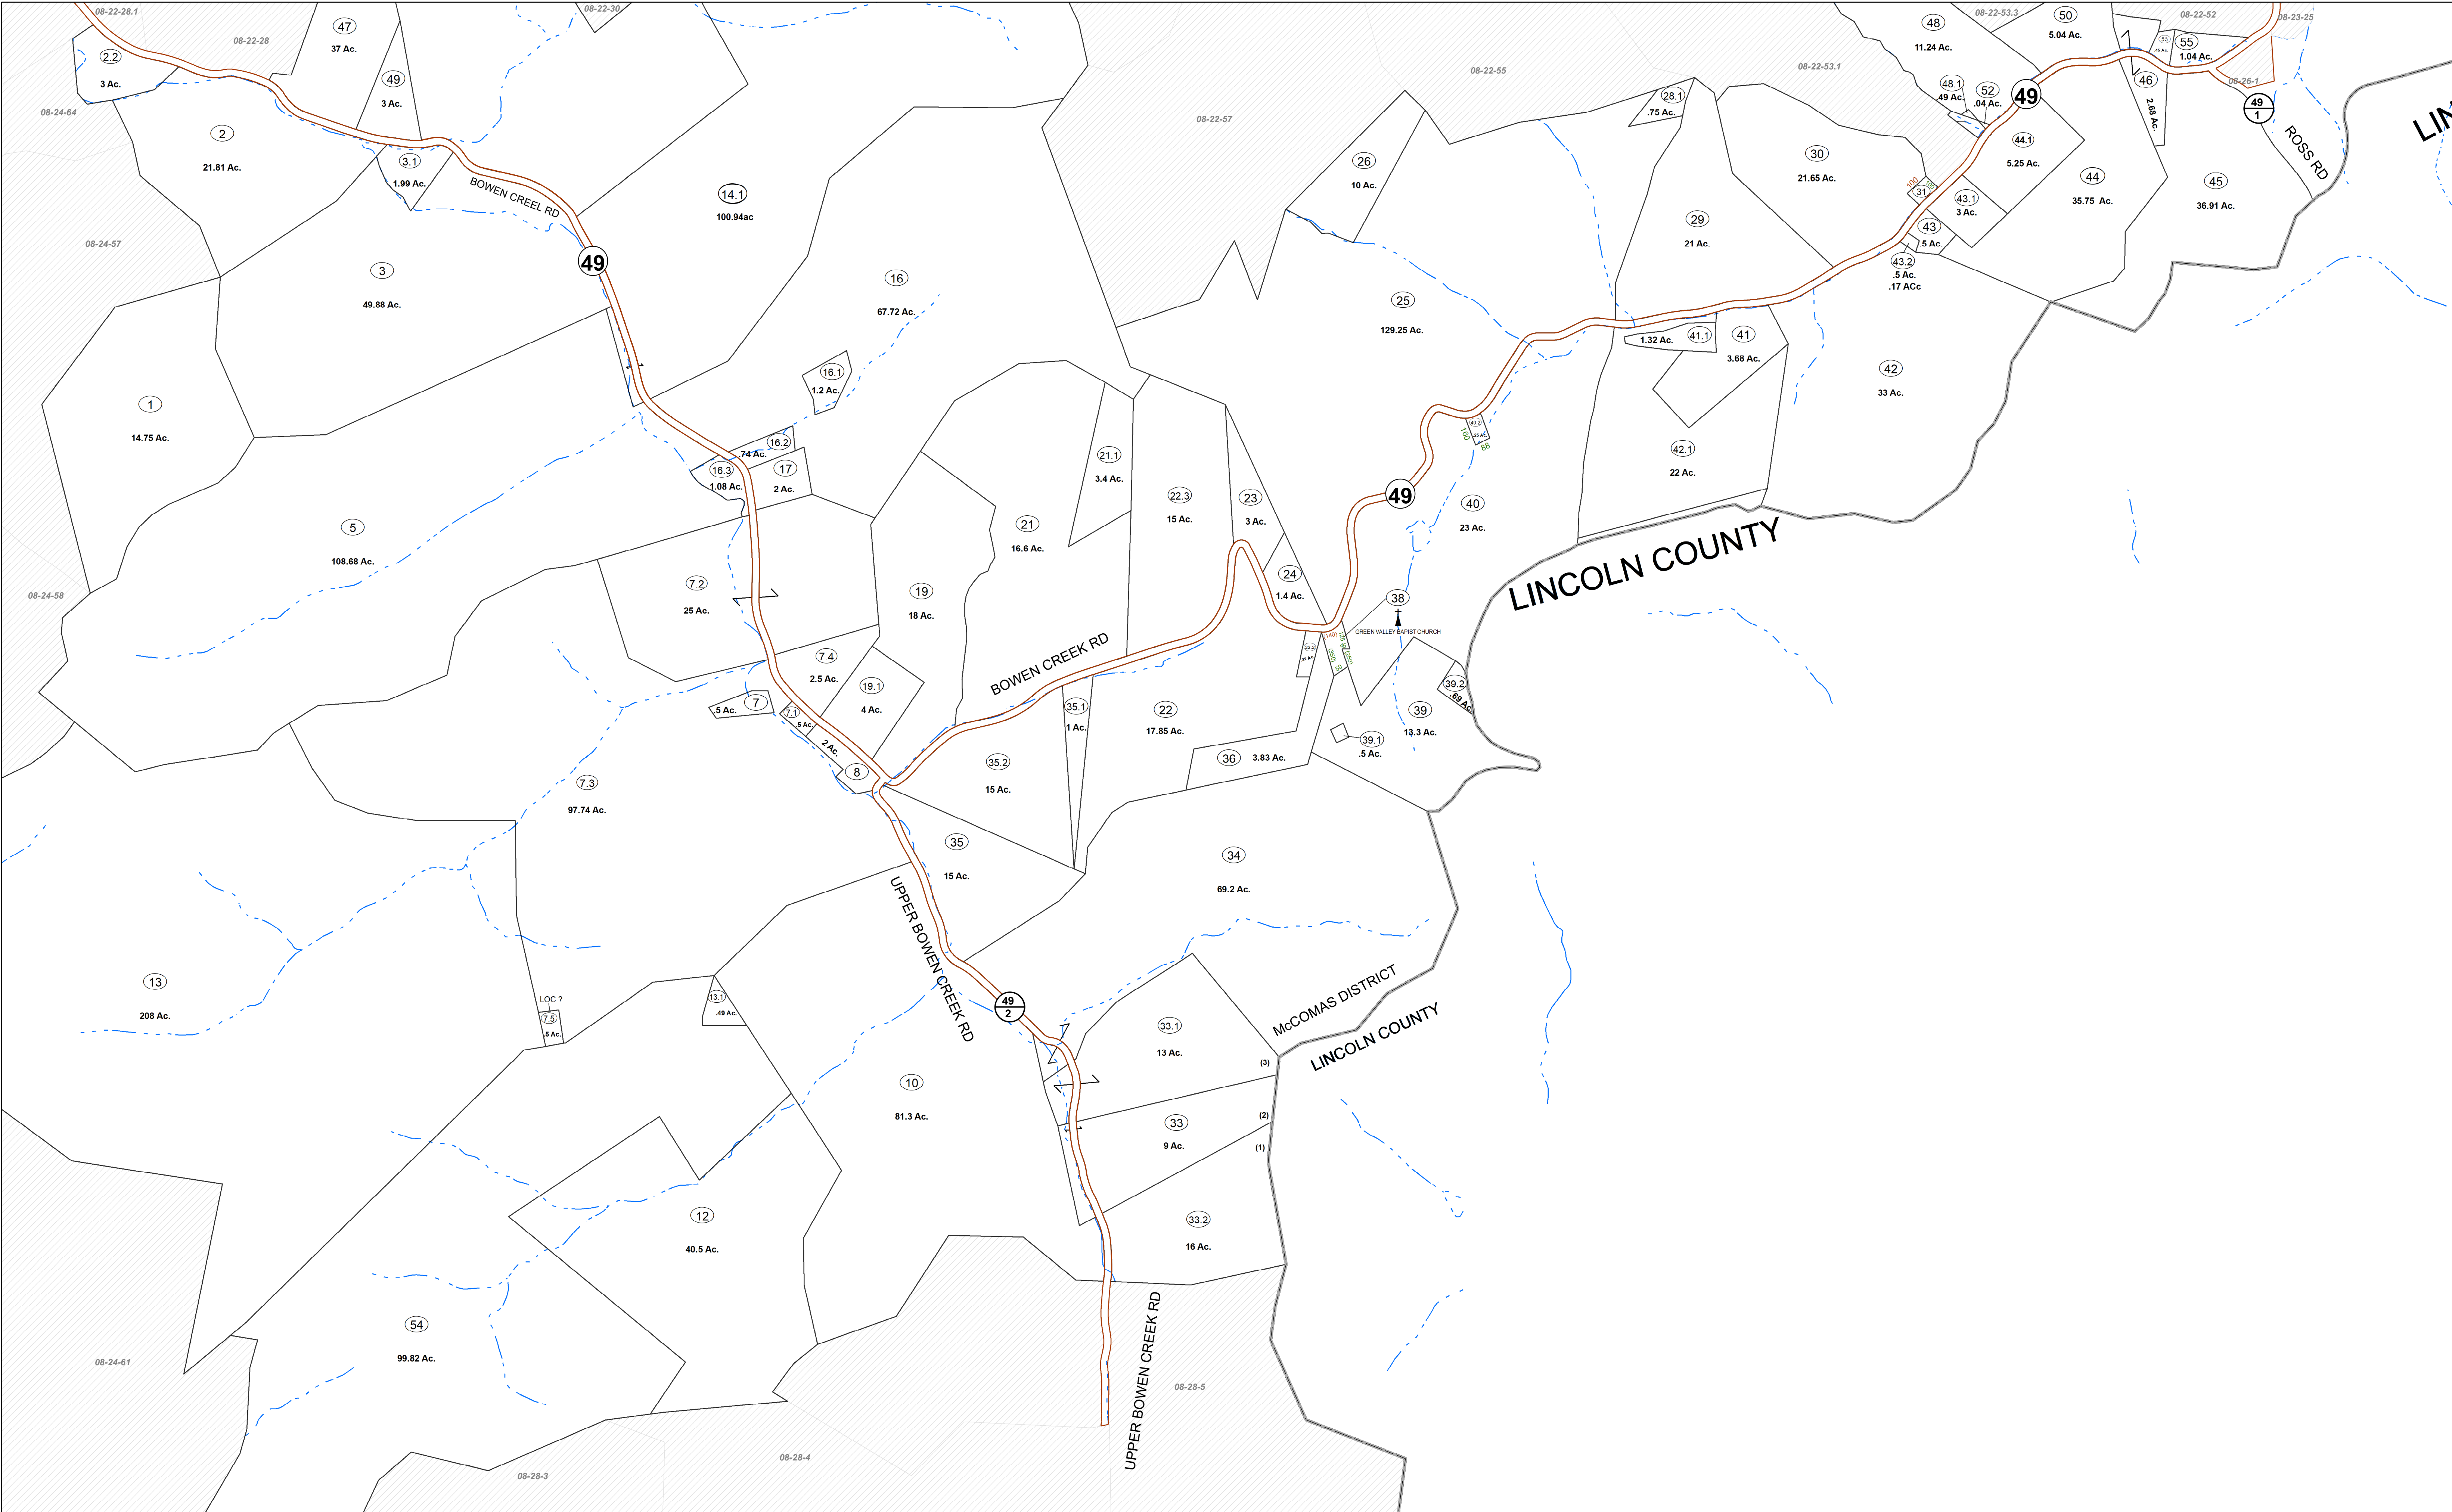 08-22-28.1
08-22-30
08-22-28
47
37 Ac.
49
3 Ac.
2.2
3 Ac.
08-24-64
2
21.81 Ac.
3.1
1.99 Ac.
BOWEN CREEL RD
49
14.1
100.94ac
08-22-57
08-22-55
08-22-53.1
08-22-53.3
08-22-52
08-23-25
08-26-1
48
11.24 Ac.
50
5.04 Ac.
53
55
1.04 Ac.
46
2.68 Ac.
48.1
.49 Ac.
52
.04 Ac.
49
49
1
ROSS RD
LIN
28.1
.75 Ac.
26
10 Ac.
30
21.65 Ac.
44.1
5.25 Ac.
44
35.75 Ac.
45
36.91 Ac.
100
31
43.1
3 Ac.
43
.5 Ac.
43.2
.5 Ac.
.17 ACc
29
21 Ac.
08-24-57
3
49.88 Ac.
16
67.72 Ac.
25
129.25 Ac.
41.1
1.32 Ac.
41
3.68 Ac.
42
33 Ac.
16.1
1.2 Ac.
1
14.75 Ac.
16.2
.74 Ac.
16.3
1.08 Ac.
17
2 Ac.
21.1
3.4 Ac.
40.2
.25 Ac.
160
88
42.1
22 Ac.
49
22.3
15 Ac.
23
3 Ac.
40
23 Ac.
5
108.68 Ac.
21
16.6 Ac.
LINCOLN COUNTY
08-24-58
7.2
25 Ac.
19
18 Ac.
24
1.4 Ac.
38
GREEN VALLEY BAPIST CHURCH
BOWEN CREEK RD
7.4
2.5 Ac.
19.1
4 Ac.
7
.5 Ac.
7.1
.5 Ac.
2 Ac.
8
35.1
1 Ac.
22
17.85 Ac.
39.2
.69 Ac.
39
13.3 Ac.
39.1
.5 Ac.
36
3.83 Ac.
35.2
15 Ac.
7.3
97.74 Ac.
35
15 Ac.
34
69.2 Ac.
UPPER BOWEN CREEK RD
13
208 Ac.
LOC ?
7.5
.5 Ac.
13.1
.49 Ac.
49
2
McCOMAS DISTRICT
LINCOLN COUNTY
33.1
13 Ac.
(3)
10
81.3 Ac.
(2)
33
9 Ac.
(1)
12
40.5 Ac.
33.2
16 Ac.
54
99.82 Ac.
08-24-61
UPPER BOWEN CREEK RD
08-28-5
08-28-4
08-28-3